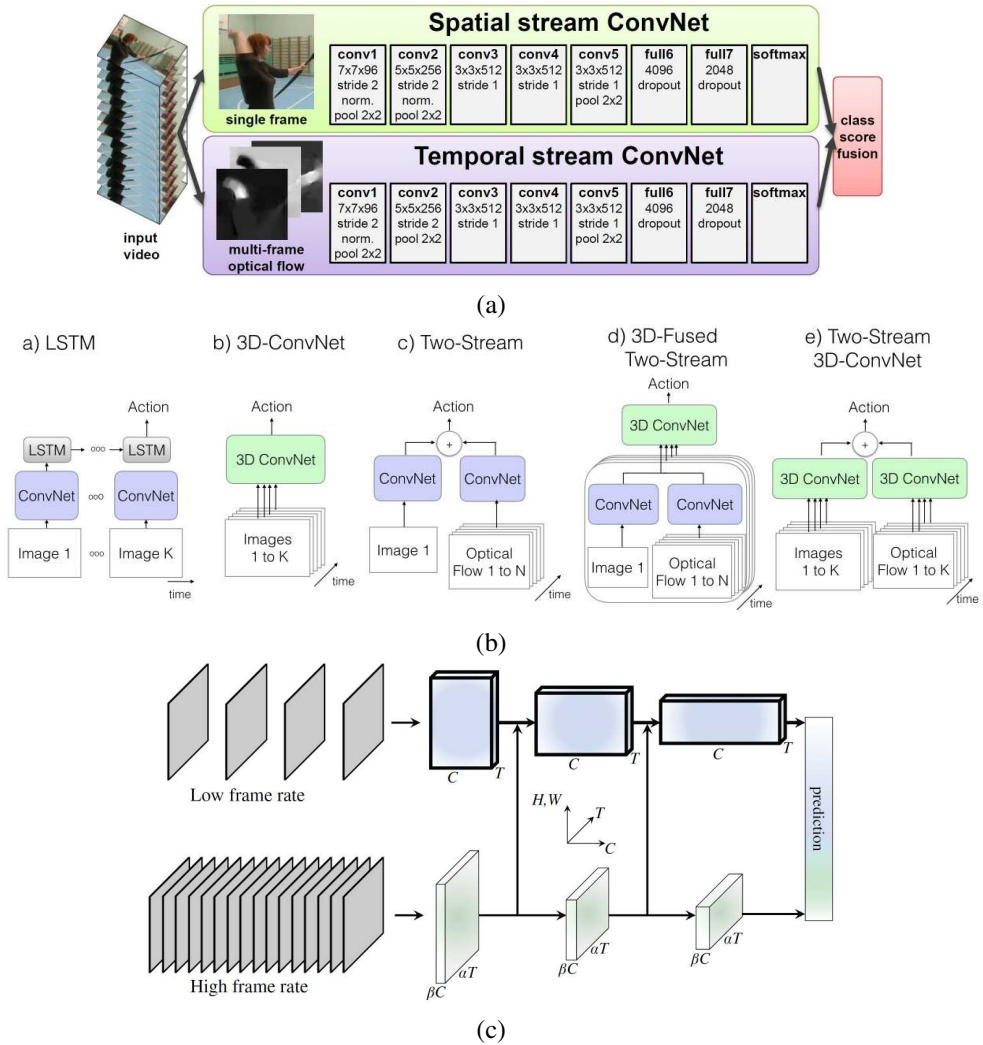 Spatial stream ConvNet
single frame
conv1
7x7x96
stride 2
norm.
pool 2x2
conv2
5x5x256
stride 2
norm.
pool 2x2
conv3
3x3x512
stride 1
conv4
3x3x512
stride 1
conv5
3x3x512
stride 1
pool 2x2
full6
4096
dropout
full7
2048
dropout
softmax
Temporal stream ConvNet
multi-frame
optical flow
conv1
7x7x96
stride 2
norm.
pool 2x2
conv2
5x5x256
stride 2
pool 2x2
conv3
3x3x512
stride 1
conv4
3x3x512
stride 1
conv5
3x3x512
stride 1
pool 2x2
full6
4096
dropout
full7
2048
dropout
softmax
input
video
class
score
fusion
(a)
a) LSTM
Action
LSTM
LSTM
ConvNet
ConvNet
Image 1
Image K
time
b) 3D-ConvNet
Action
3D ConvNet
Images
1 to K
time
c) Two-Stream
Action
+
ConvNet
ConvNet
Image 1
Optical
Flow 1 to N
time
d) 3D-Fused
Two-Stream
Action
3D ConvNet
ConvNet
ConvNet
Image 1
Optical
Flow 1 to N
time
e) Two-Stream
3D-ConvNet
Action
+
3D ConvNet
3D ConvNet
Images
1 to K
Optical
Flow 1 to K
time
(b)
Low frame rate
C
T
C
T
C
T
H,W
T
C
prediction
High frame rate
βC
αT
βC
αT
βC
αT
(c)